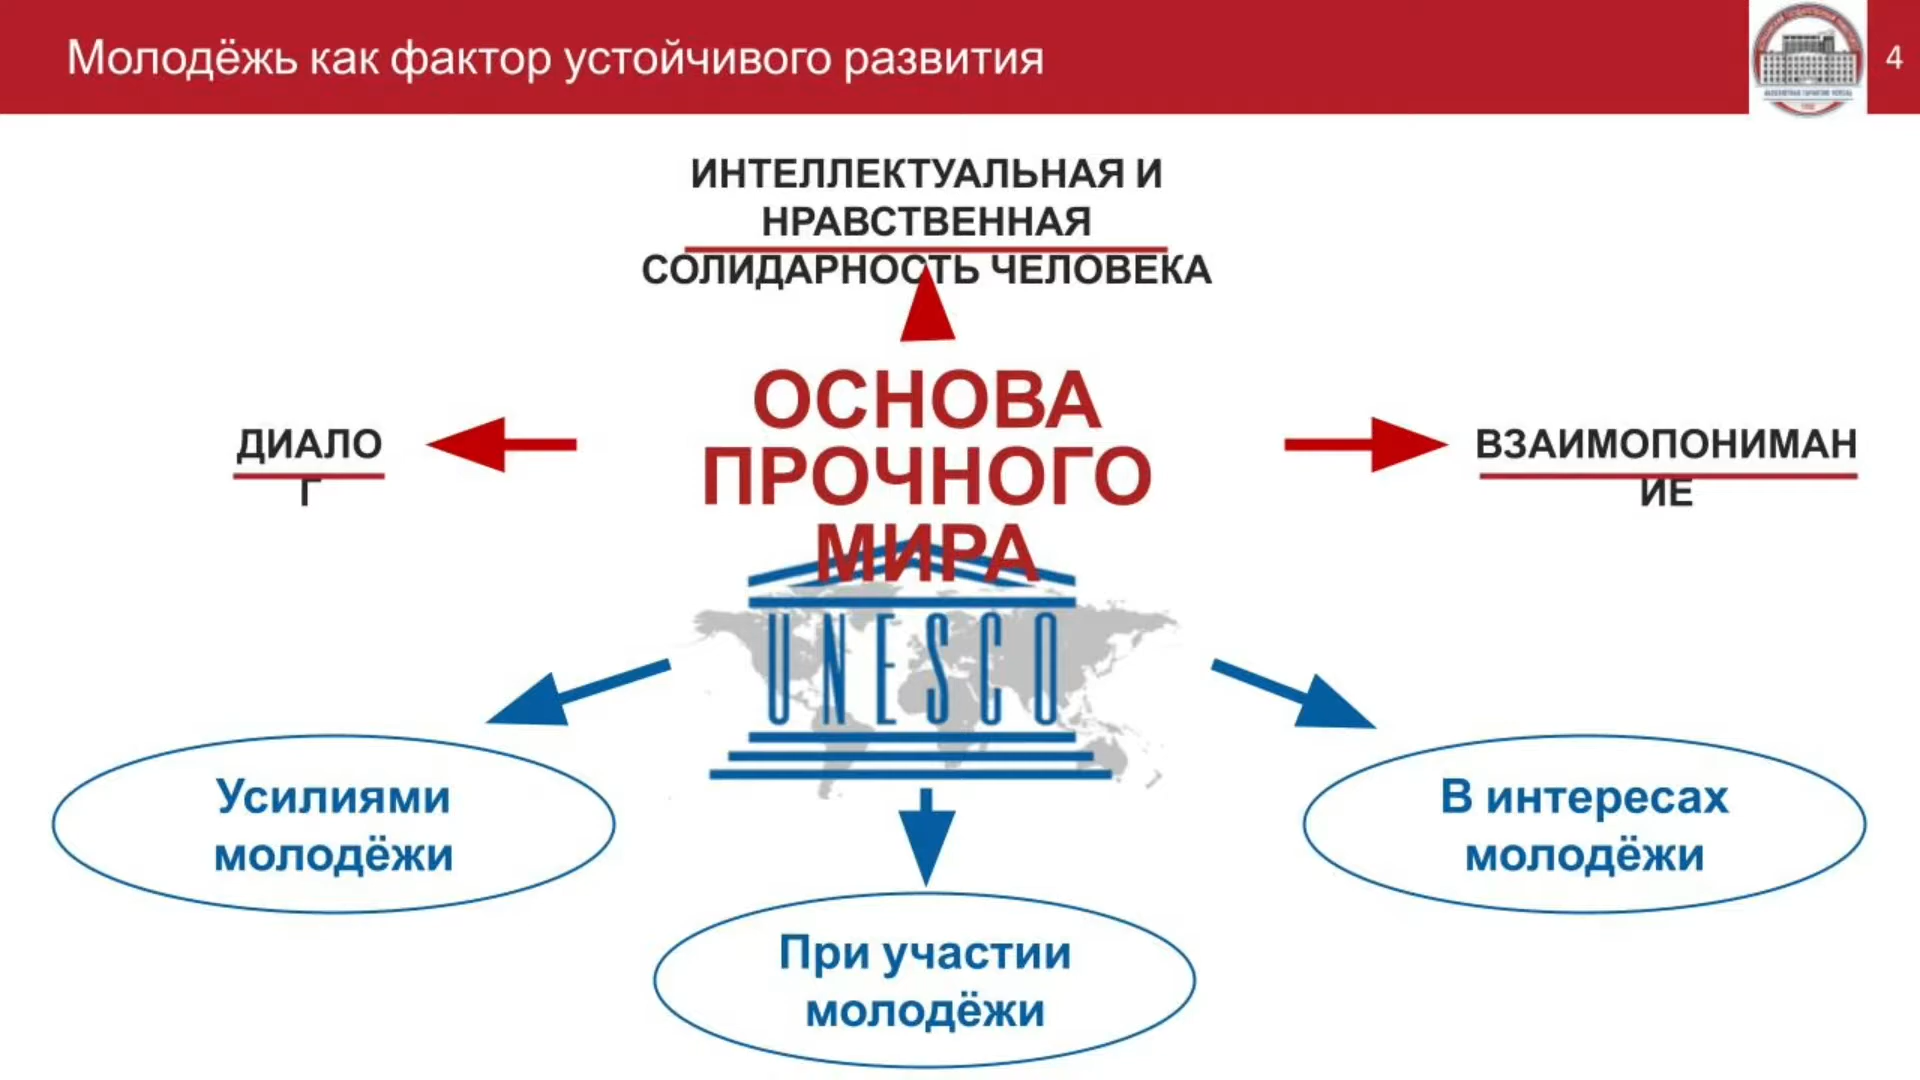 Молодёжь как фактор устойчивого развития
4
ИНТЕЛЛЕКТУАЛЬНАЯ И
НРАВСТВЕННАЯ
СОЛИДАРНОСТЬ ЧЕЛОВЕКА
ОСНОВА
ПРОЧНОГО
МИРА
ДИАЛО
Г
ВЗАИМОПОНИМАН
ИЕ
UNESCO
Усилиями
молодёжи
В интересах
молодёжи
При участии
молодёжи